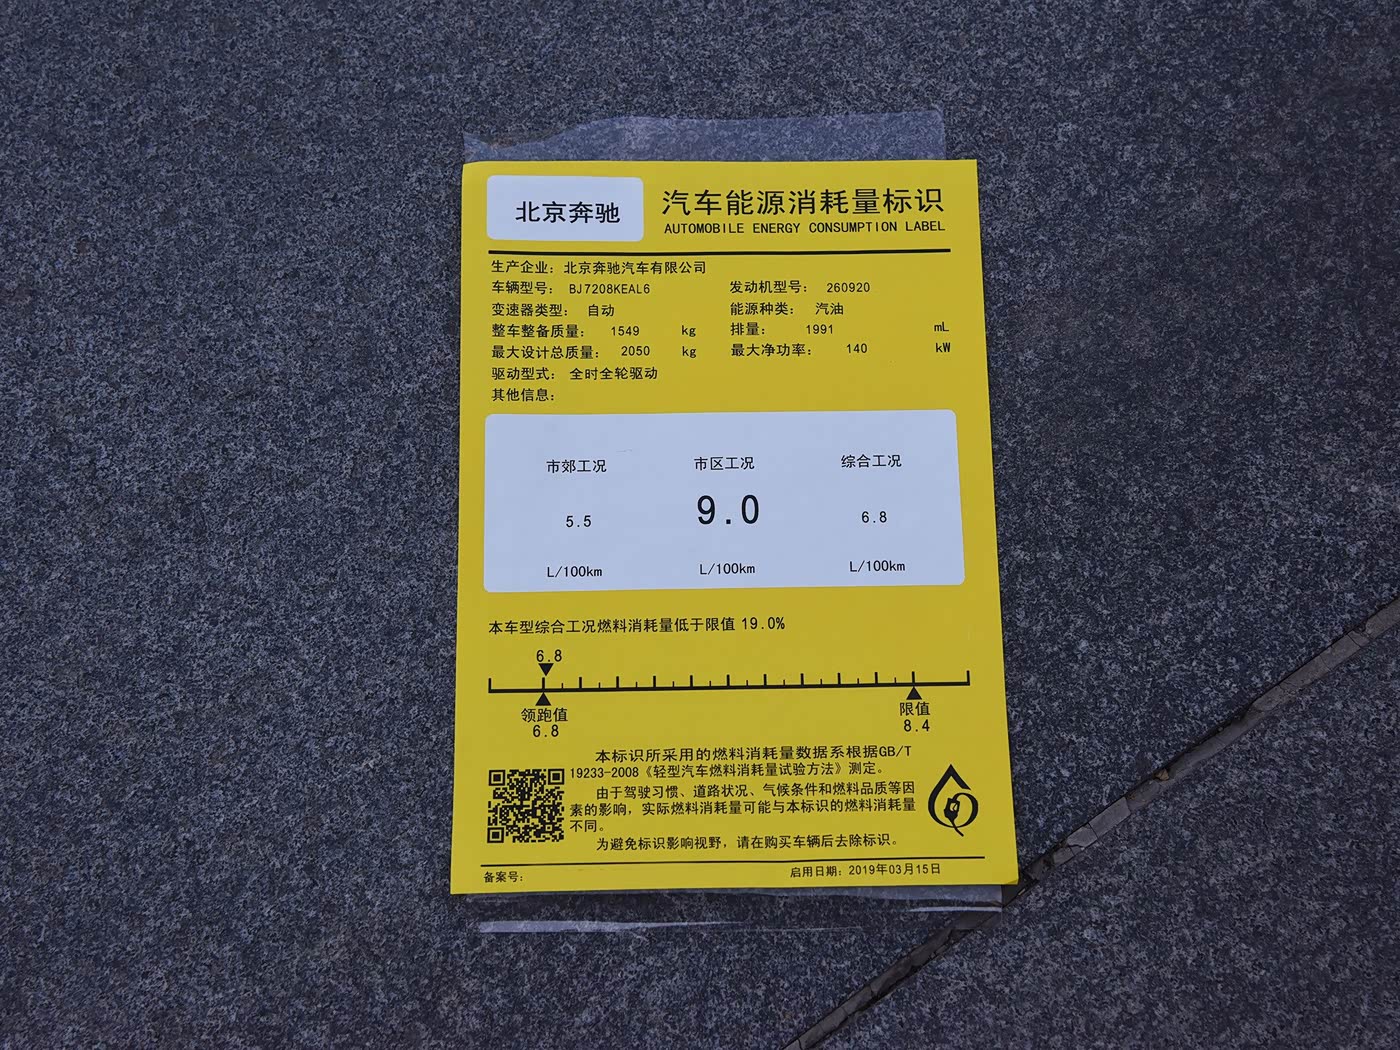 北京奔驰
汽车能源消耗量标识
AUTOMOBILE ENERGY CONSUMPTION LABEL
生产企业: 北京奔驰汽车有限公司
车辆型号: BJ7208KEAL6 发动机型号: 260920
变速器类型: 自动 能源种类: 汽油
整车整备质量: 1549 kg 排量: 1991 mL
最大设计总质量: 2050 kg 最大净功率: 140 kW
驱动型式: 全时全轮驱动
其他信息:
市郊工况 市区工况 综合工况
5.5 9.0 6.8
L/100km L/100km L/100km
本车型综合工况燃料消耗量低于限值 19.0%
6.8
领跑值 限值
6.8 8.4
本标识所采用的燃料消耗量数据系根据GB/T
19233-2008《轻型汽车燃料消耗量试验方法》测定。
由于驾驶习惯、道路状况、气候条件和燃料品质等因
素的影响，实际燃料消耗量可能与本标识的燃料消耗量
不同。
为避免标识影响视野，请在购买车辆后去除标识。
备案号: 启用日期: 2019年03月15日